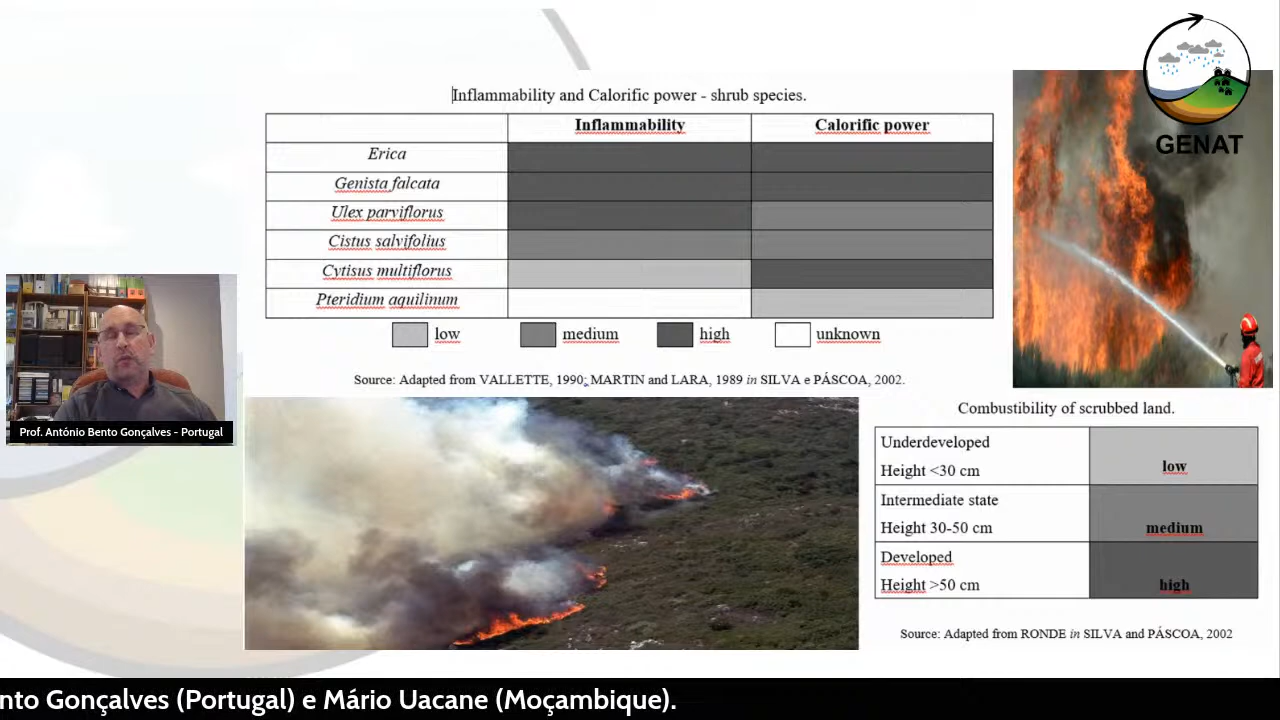 GENAT
Inflammability and Calorific power - shrub species.
Inflammability Calorific power
Erica
Genista falcata
Ulex parviflorus
Cistus salvifolius
Cytisus multiflorus
Pteridium aquilinum
low medium high unknown
Source: Adapted from VALLETTE, 1990; MARTIN and LARA, 1989 in SILVA e PÁSCOA, 2002.
Prof. António Bento Gonçalves - Portugal
Combustibility of scrubbed land.
Underdeveloped
Height <30 cm low
Intermediate state
Height 30-50 cm medium
Developed
Height >50 cm high
Source: Adapted from RONDE in SILVA and PÁSCOA, 2002
nto Gonçalves (Portugal) e Mário Uacane (Moçambique).